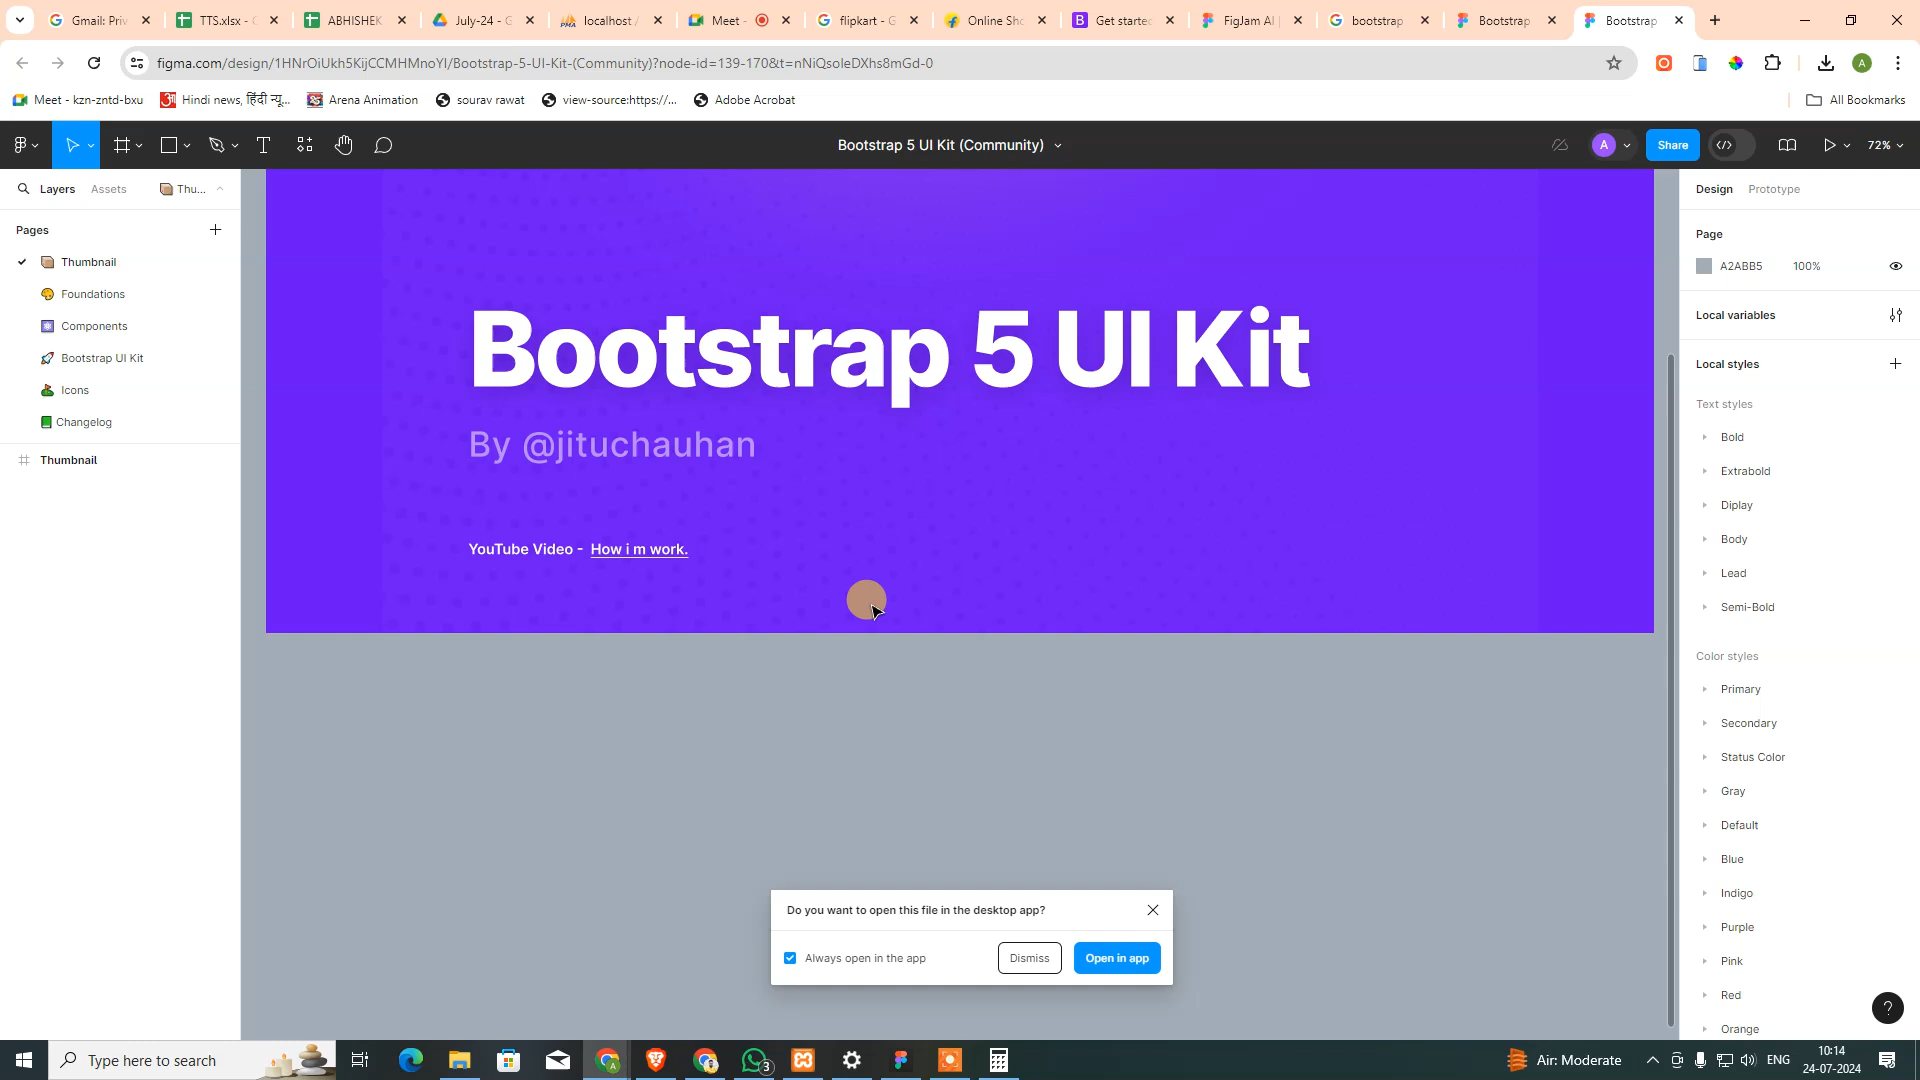 Gmail: Priv
TTS.xlsx - G
ABHISHEK
July-24 - G
localhost /
Meet -
flipkart - G
Online Sho
Get started
FigJam AI
bootstrap
Bootstrap
Bootstrap
figma.com/design/1HNrOiUkh5KijCCMHMnoYI/Bootstrap-5-UI-Kit-(Community)?node-id=139-170&t=nNiQsoleDXhs8mGd-0
A
Meet - kzn-zntd-bxu
Hindi news, हिंदी न्यू...
Arena Animation
sourav rawat
view-source:https://...
Adobe Acrobat
All Bookmarks
Bootstrap 5 UI Kit (Community)
A
Share
72%
Layers
Assets
Thu...
Design
Prototype
Pages
Thumbnail
Foundations
Components
Bootstrap UI Kit
Icons
Changelog
Thumbnail
Bootstrap 5 UI Kit
By @jituchauhan
YouTube Video - How i m work.
Page
A2ABB5 100%
Local variables
Local styles
Text styles
Bold
Extrabold
Diplay
Body
Lead
Semi-Bold
Color styles
Primary
Secondary
Status Color
Gray
Default
Blue
Indigo
Purple
Pink
Red
Orange
Do you want to open this file in the desktop app?
Always open in the app
Dismiss
Open in app
?
Type here to search
3
Air: Moderate
ENG
10:14
24-07-2024